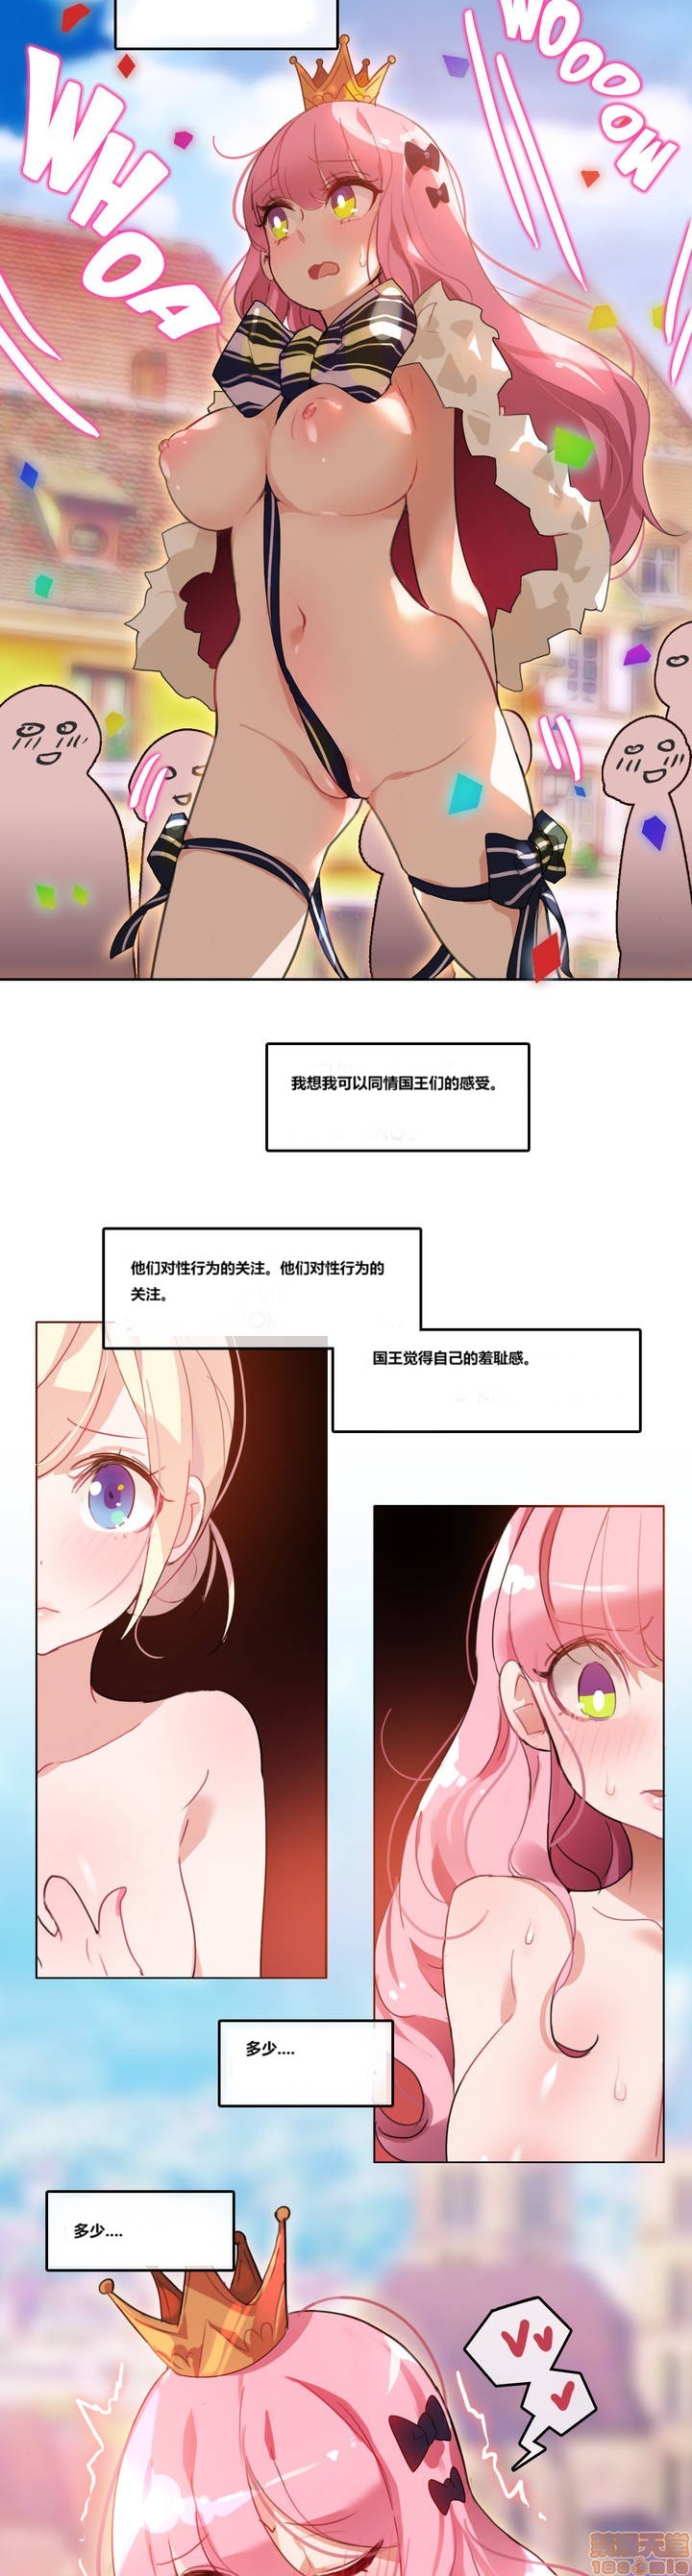 WOOOOW
WHOA
我想我可以同情国王们的感受。
他们对性行为的关注。他们对性行为的
关注。
国王觉得自己的羞耻感。
多少....
多少....